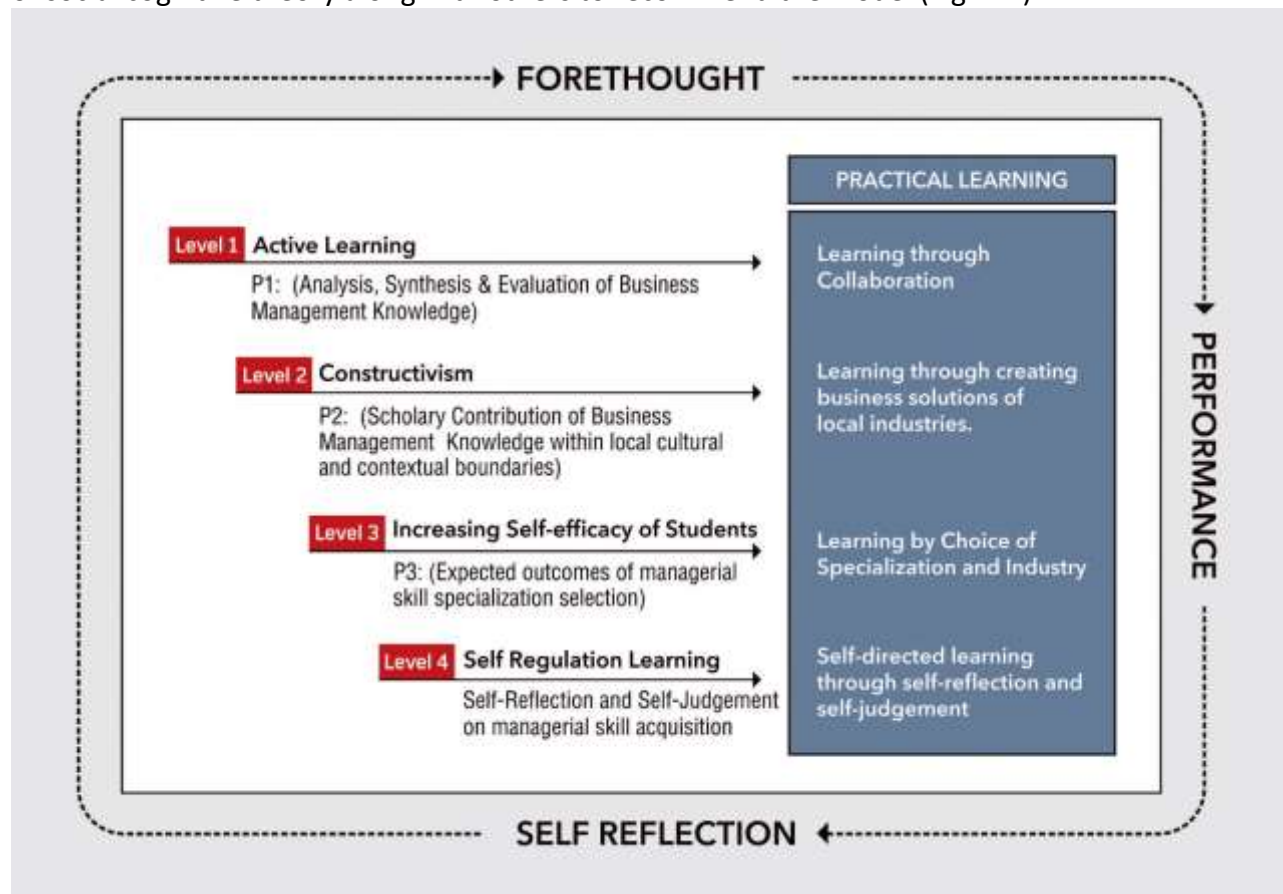 FORETHOUGHT
PRACTICAL LEARNING
Level 1 Active Learning
P1: (Analysis, Synthesis & Evaluation of Business
Management Knowledge)
Learning through
Collaboration
Level 2 Constructivism
P2: (Scholary Contribution of Business
Management Knowledge within local cultural
and contextual boundaries)
Learning through creating
business solutions of
local industries.
Level 3 Increasing Self-efficacy of Students
P3: (Expected outcomes of managerial
skill specialization selection)
Learning by Choice of
Specialization and Industry
Level 4 Self Regulation Learning
Self-Reflection and Self-Judgement
on managerial skill acquisition
Self-directed learning
through self-reflection and
self-judgement
PERFORMANCE
SELF REFLECTION